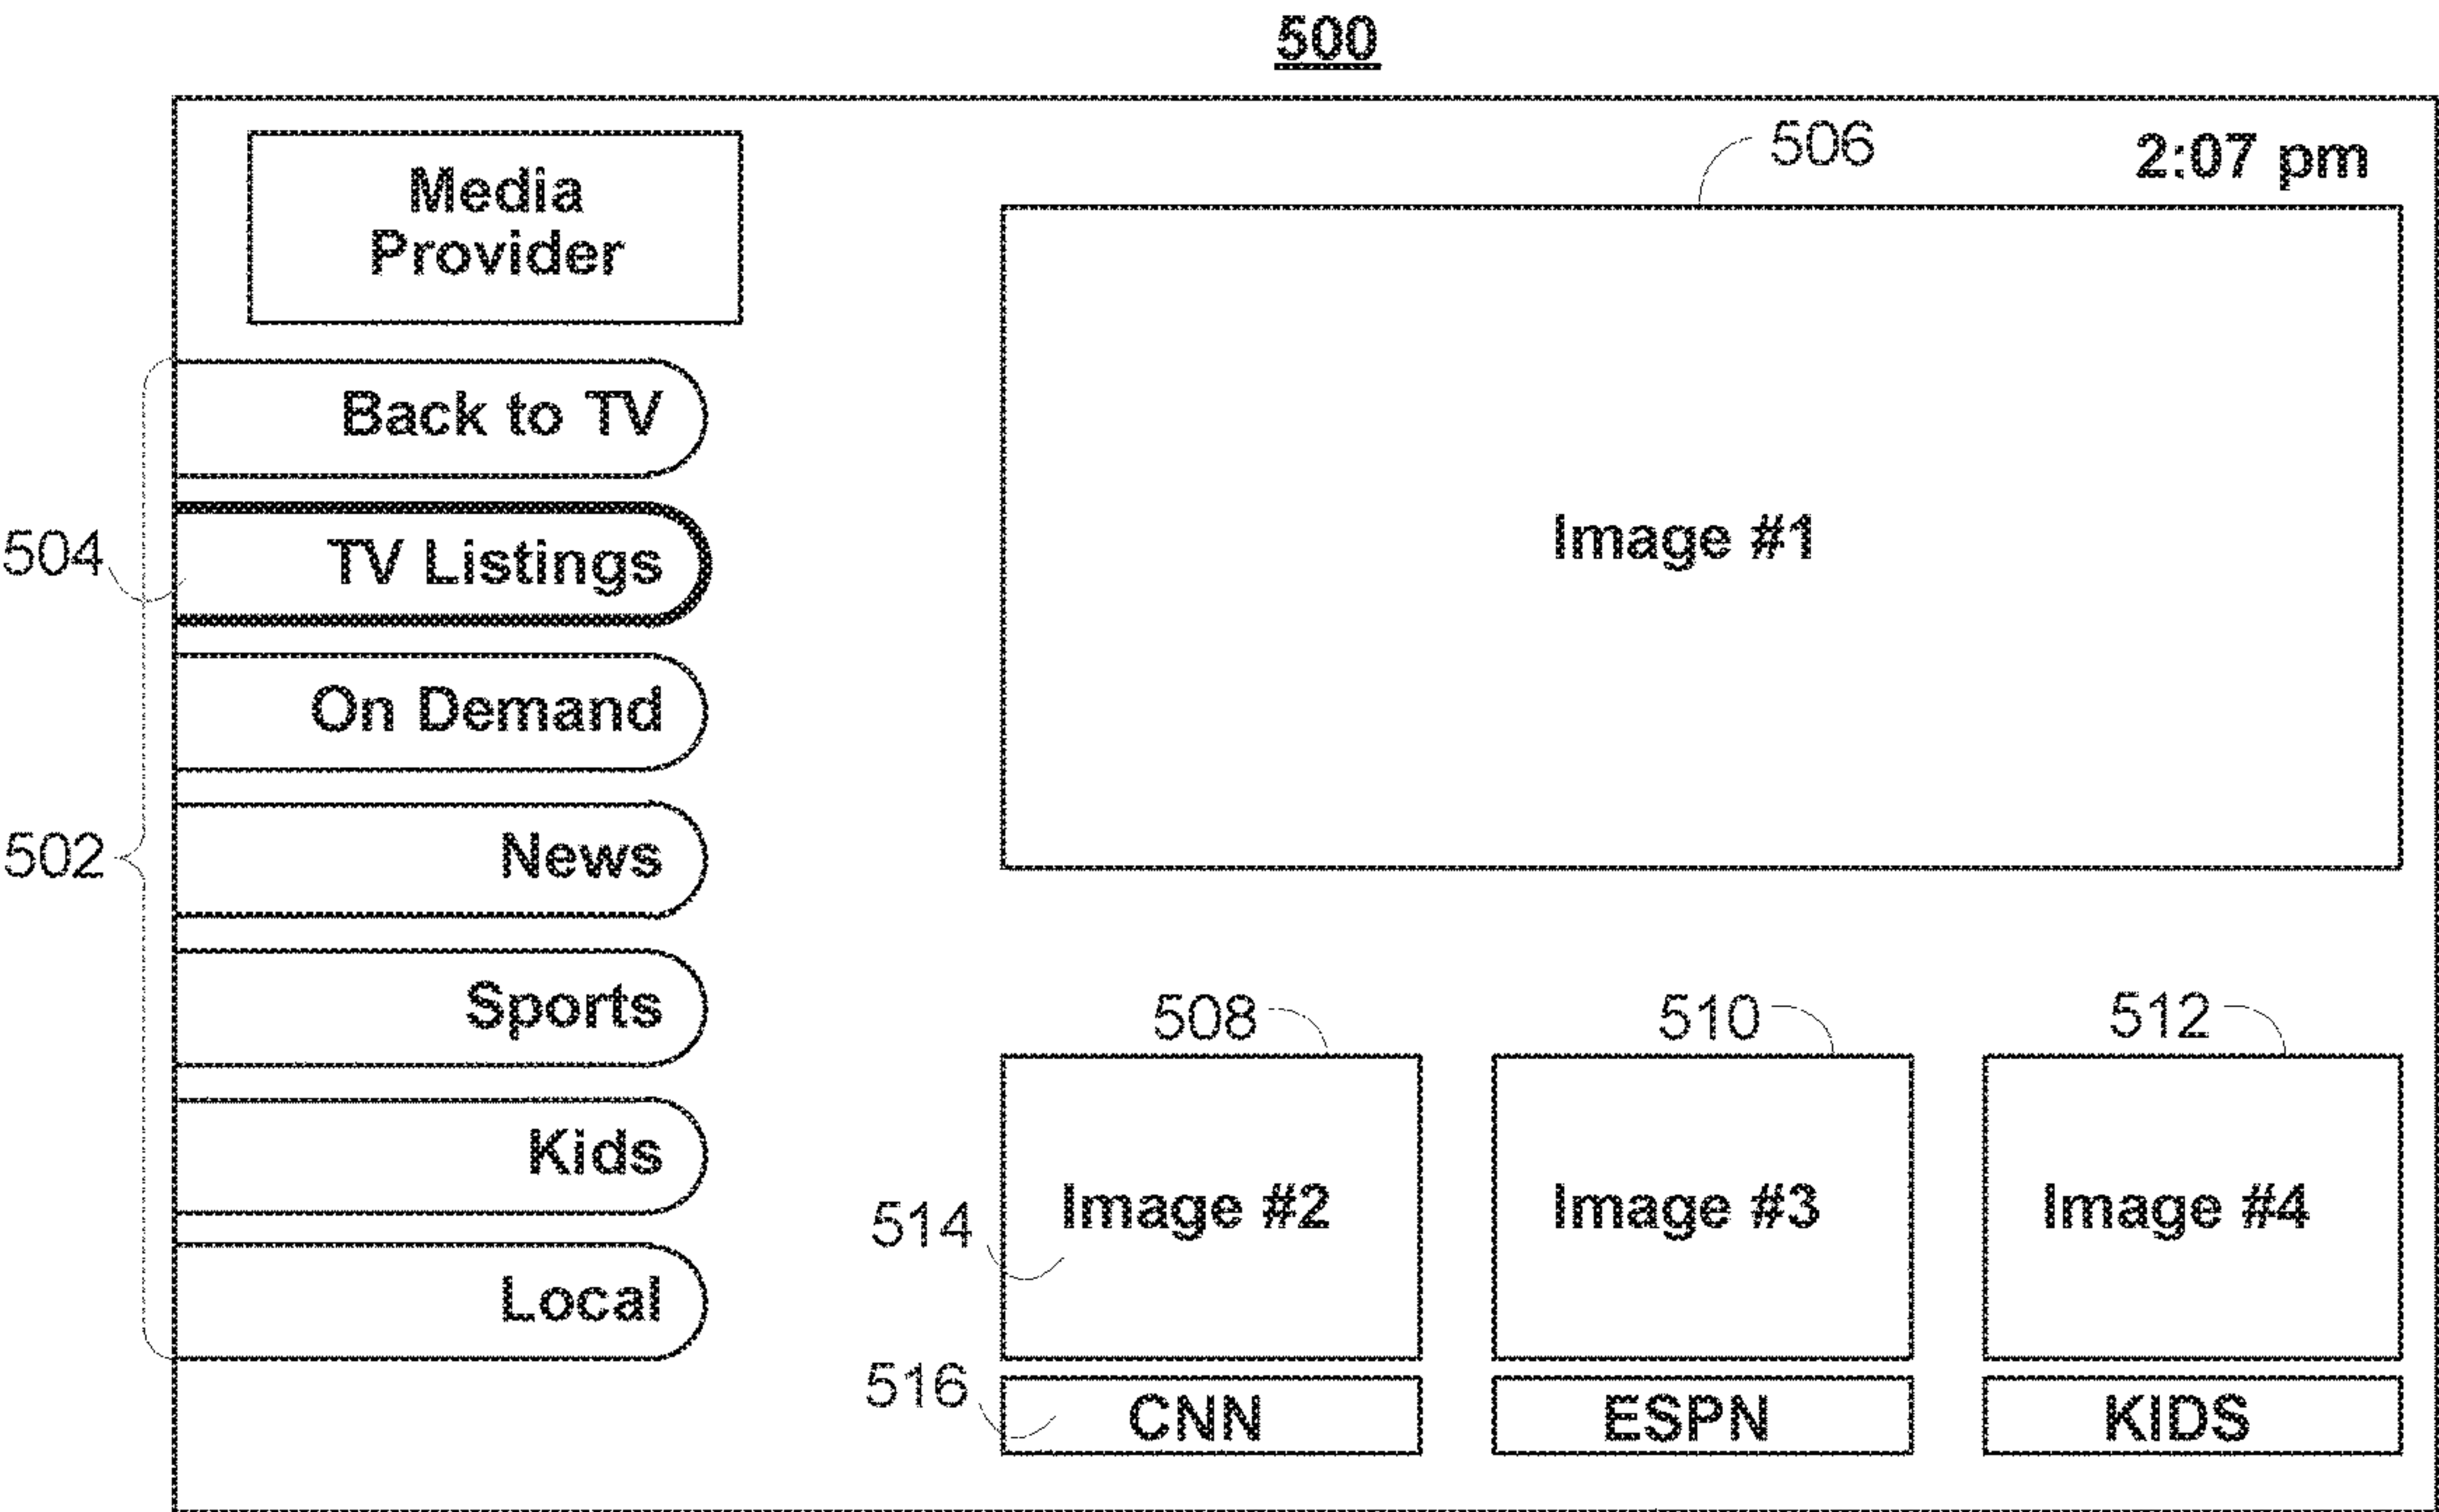 500
Media
Provider
506
2:07 pm
Back to TV
504
TV Listings
Image #1
On Demand
502
News
Sports
508
510
512
Kids
514
Image #2
Image #3
Image #4
Local
516
CNN
ESPN
KIDS